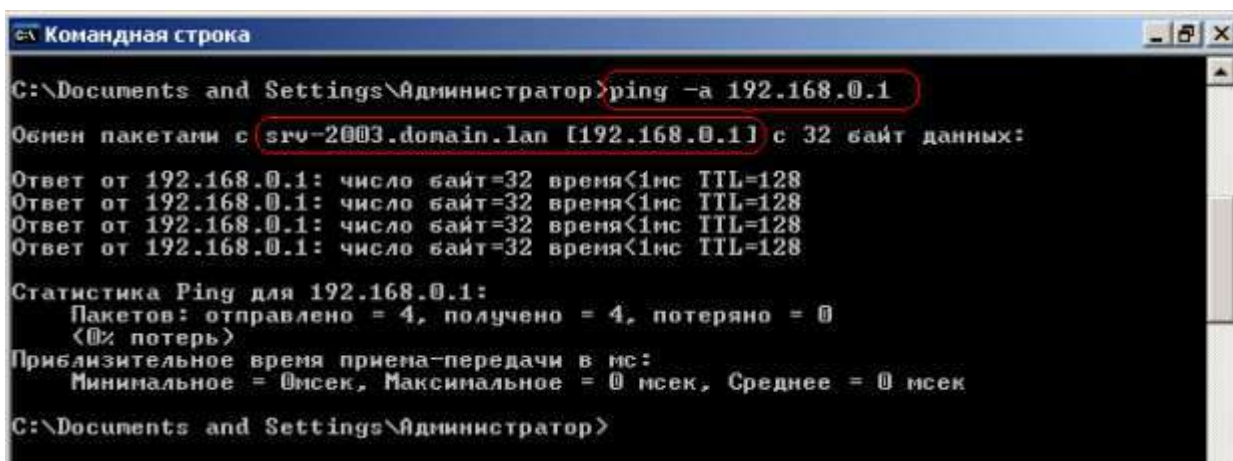 Командная строка
C:\Documents and Settings\Администратор>ping -a 192.168.0.1
Обмен пакетами с srv-2003.domain.lan [192.168.0.1] с 32 байт данных:
Ответ от 192.168.0.1: число байт=32 время<1мс TTL=128
Ответ от 192.168.0.1: число байт=32 время<1мс TTL=128
Ответ от 192.168.0.1: число байт=32 время<1мс TTL=128
Ответ от 192.168.0.1: число байт=32 время<1мс TTL=128
Статистика Ping для 192.168.0.1:
Пакетов: отправлено = 4, получено = 4, потеряно = 0
(0% потерь)
Приблизительное время приема-передачи в мс:
Минимальное = 0мсек, Максимальное = 0 мсек, Среднее = 0 мсек
C:\Documents and Settings\Администратор>